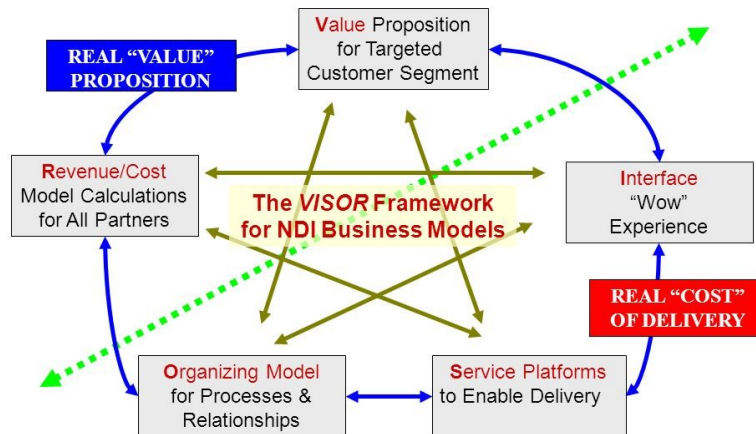 Value Proposition
for Targeted
Customer Segment
REAL “VALUE”
PROPOSITION
Revenue/Cost
Model Calculations
for All Partners
The VISOR Framework
for NDI Business Models
Interface
“Wow”
Experience
REAL “COST”
OF DELIVERY
Organizing Model
for Processes &
Relationships
Service Platforms
to Enable Delivery